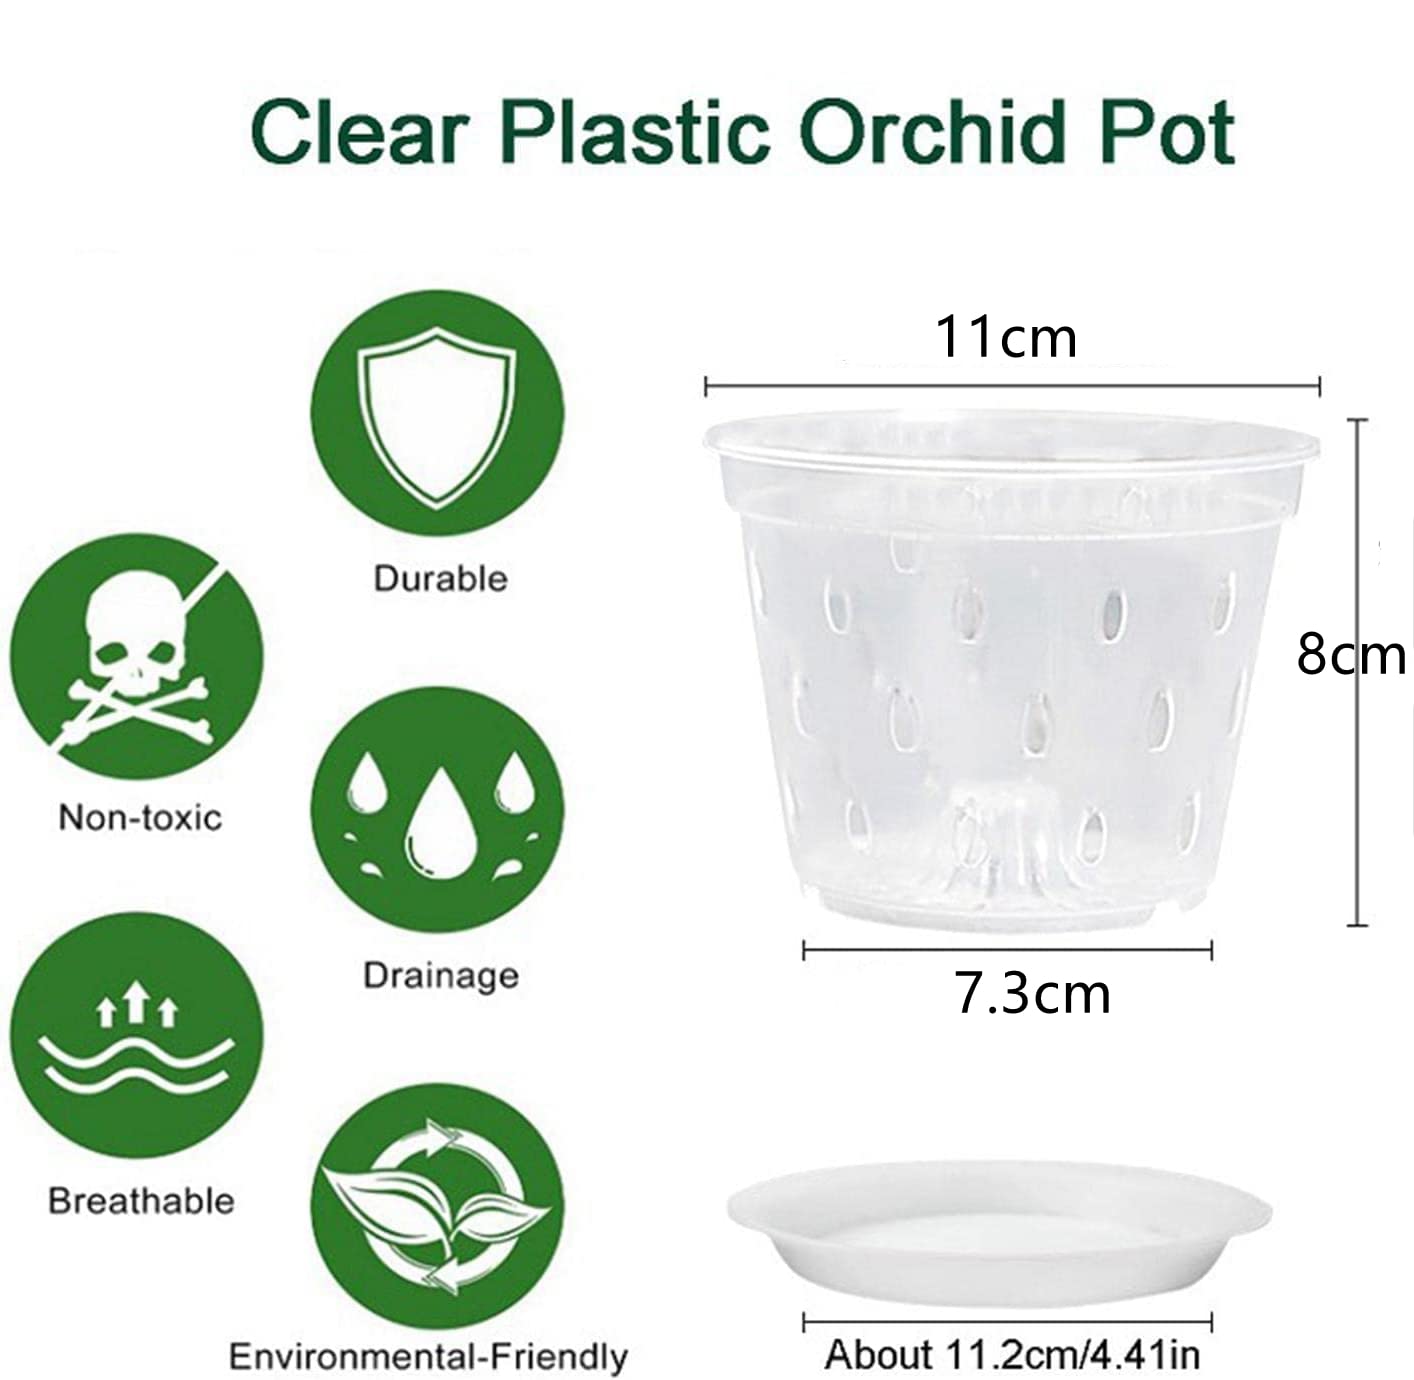 Clear Plastic Orchid Pot
11cm
Durable
8cm
Non-toxic
Drainage
7.3cm
Breathable
Environmental-Friendly
About 11.2cm/4.41in